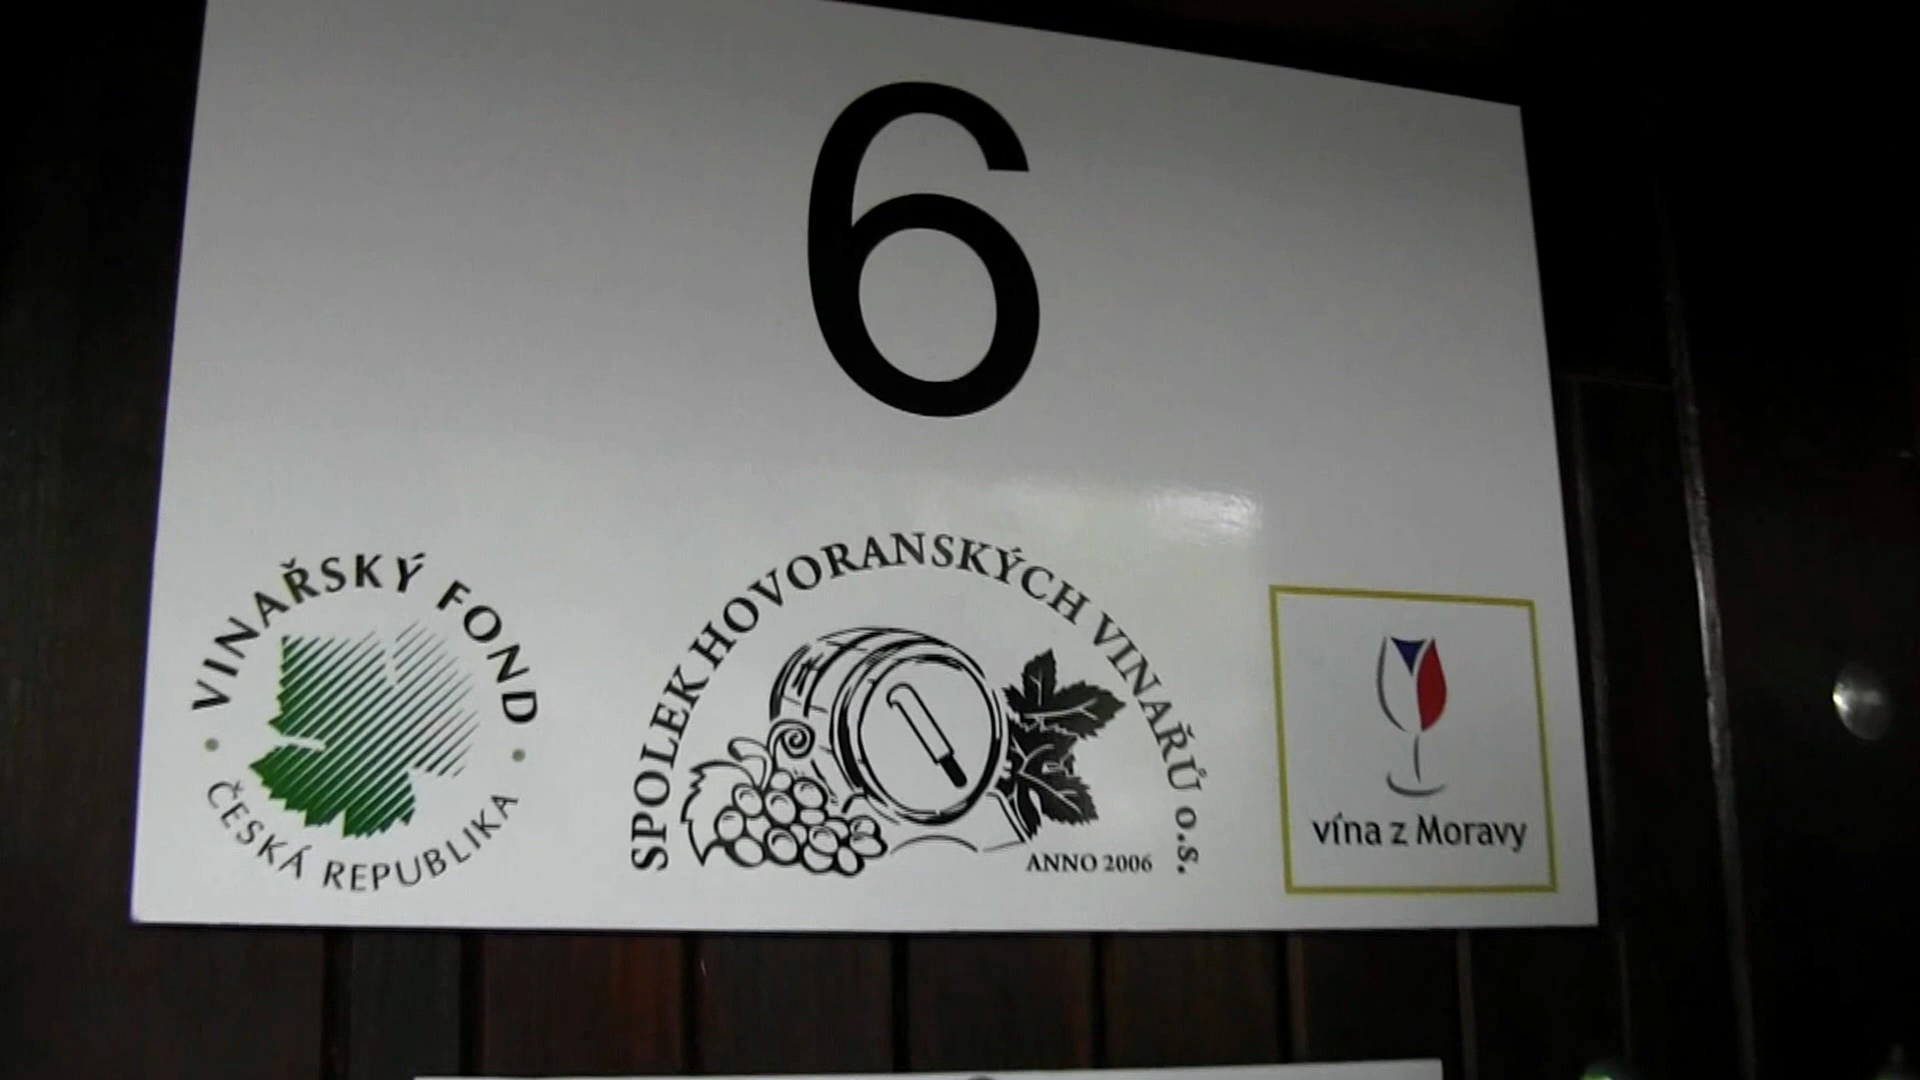 6
VINAŘSKÝ FOND
ČESKÁ REPUBLIKA
SPOLEK HOVORANSKÝCH VINAŘŮ o.s.
ANNO 2006
vína z Moravy